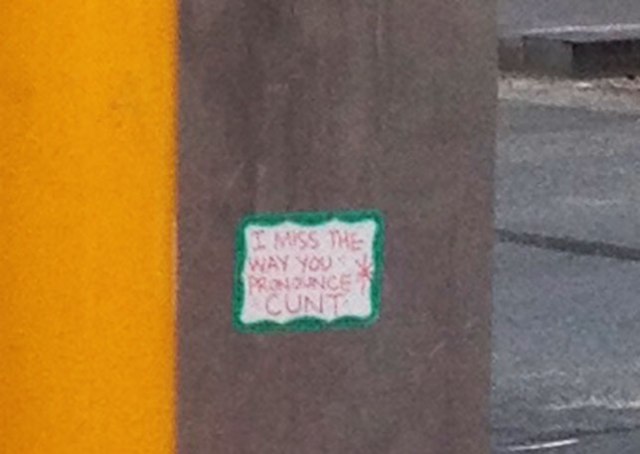 I MISS THE
WAY YOU
PRONOUNCE
CUNT